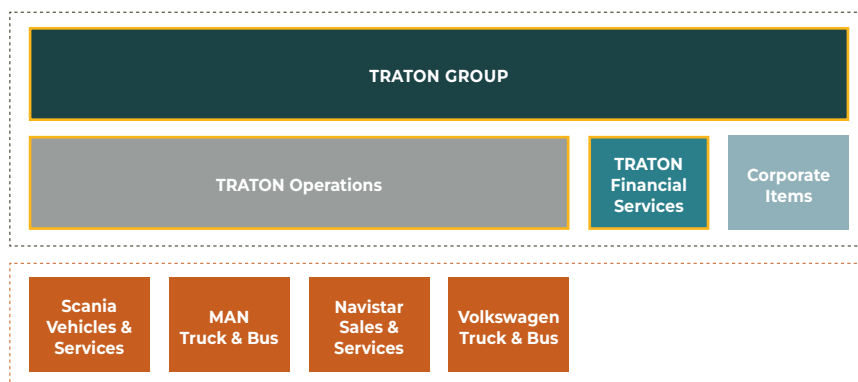 TRATON GROUP
TRATON Operations
TRATON
Financial
Services
Corporate
Items
Scania
Vehicles &
Services
MAN
Truck & Bus
Navistar
Sales &
Services
Volkswagen
Truck & Bus